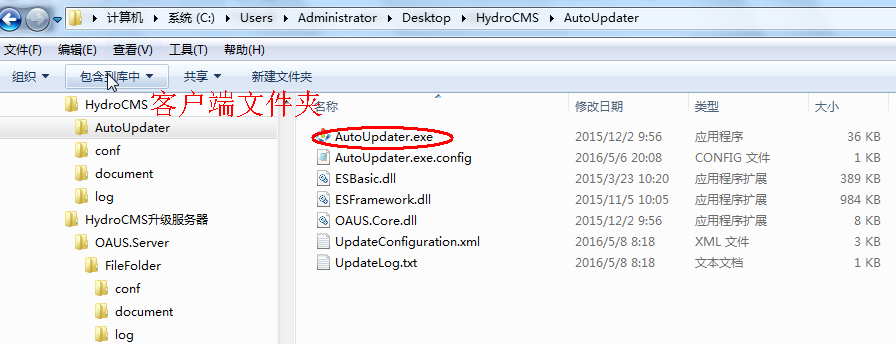 计算机 系统 (C:) Users Administrator Desktop HydroCMS AutoUpdater
文件(F) 编辑(E) 查看(V) 工具(T) 帮助(H)
组织 包含到库中 共享 新建文件夹
HydroCMS 客户端文件夹
AutoUpdater
conf
document
log
HydroCMS升级服务器
OAUS.Server
FileFolder
conf
document
log
名称 修改日期 类型 大小
AutoUpdater.exe 2015/12/2 9:56 应用程序 36 KB
AutoUpdater.exe.config 2016/5/6 20:08 CONFIG 文件 1 KB
ESBasic.dll 2015/3/23 10:20 应用程序扩展 389 KB
ESFramework.dll 2015/11/5 10:05 应用程序扩展 984 KB
OAUS.Core.dll 2015/12/2 9:56 应用程序扩展 8 KB
UpdateConfiguration.xml 2016/5/8 8:18 XML 文件 3 KB
UpdateLog.txt 2016/5/8 8:18 文本文档 1 KB